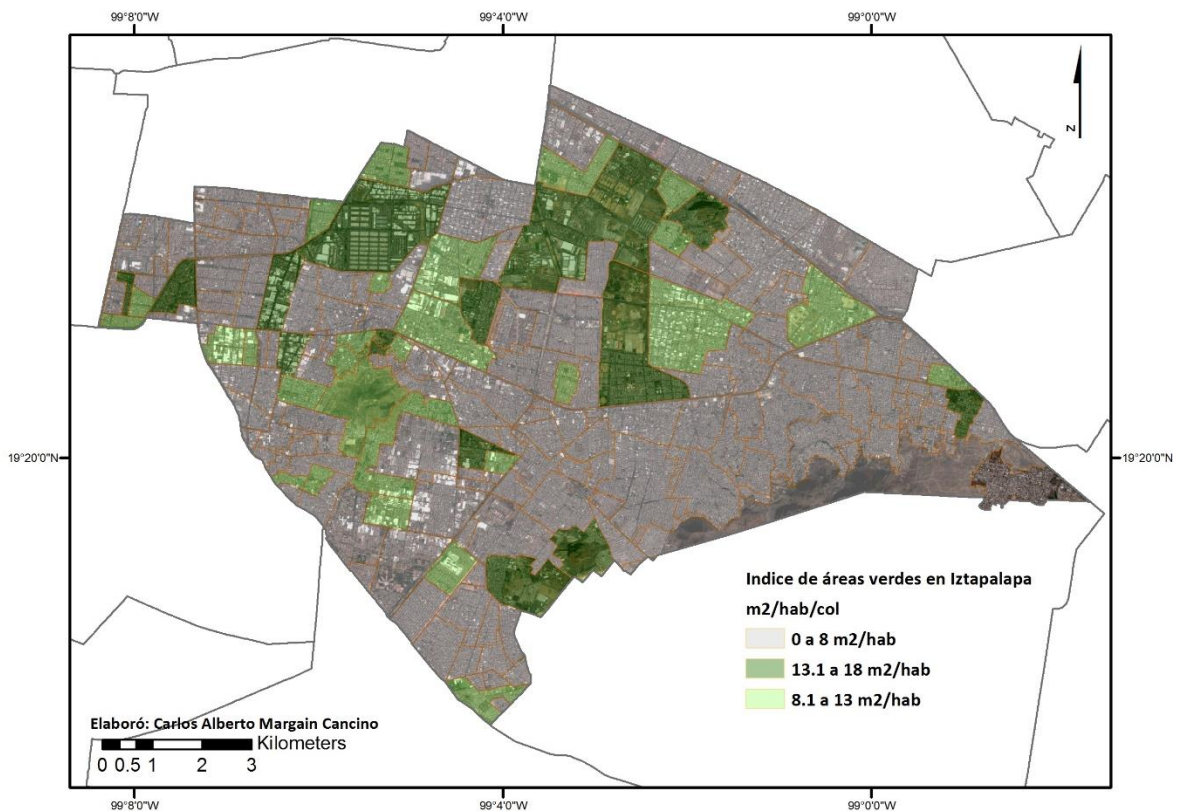 99°8'0"W 99°4'0"W 99°0'0"W
N
19°20'0"N 19°20'0"N
Indice de áreas verdes en Iztapalapa
m2/hab/col
0 a 8 m2/hab
13.1 a 18 m2/hab
8.1 a 13 m2/hab
Elaboró: Carlos Alberto Margain Cancino
Kilometers
0 0.5 1 2 3
99°8'0"W 99°4'0"W 99°0'0"W